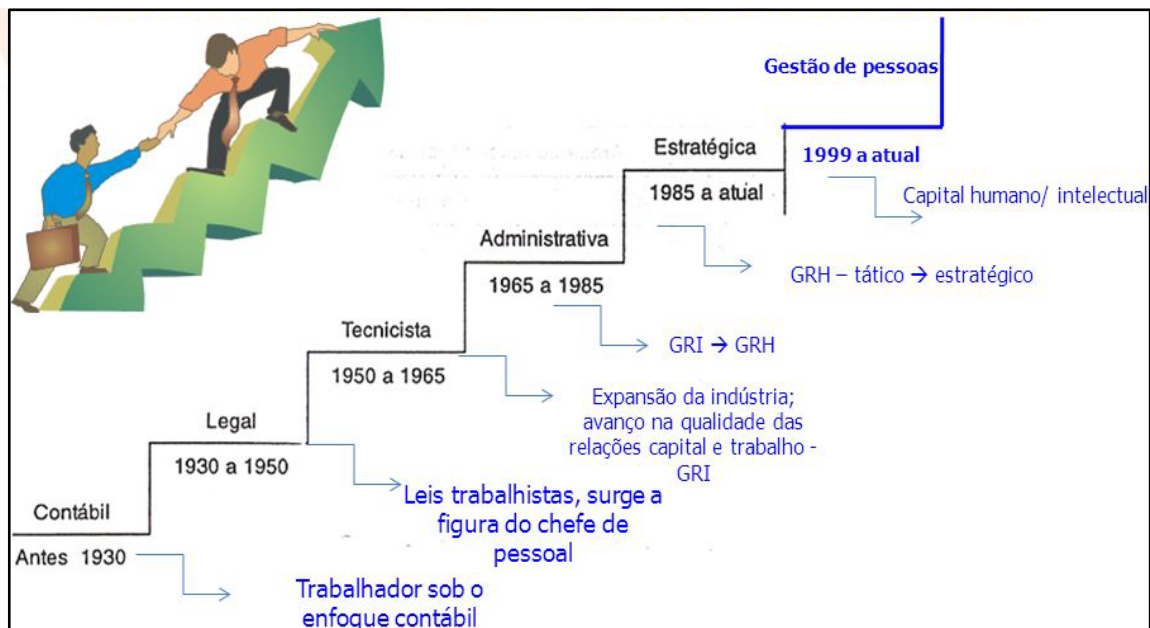 Gestão de pessoas
1999 a atual
Capital humano/ intelectual
Estratégica
1985 a atual
GRH – tático → estratégico
Administrativa
1965 a 1985
GRI → GRH
Tecnicista
1950 a 1965
Expansão da indústria;
avanço na qualidade das
relações capital e trabalho -
GRI
Legal
1930 a 1950
Leis trabalhistas, surge a
figura do chefe de
pessoal
Contábil
Antes 1930
Trabalhador sob o
enfoque contábil